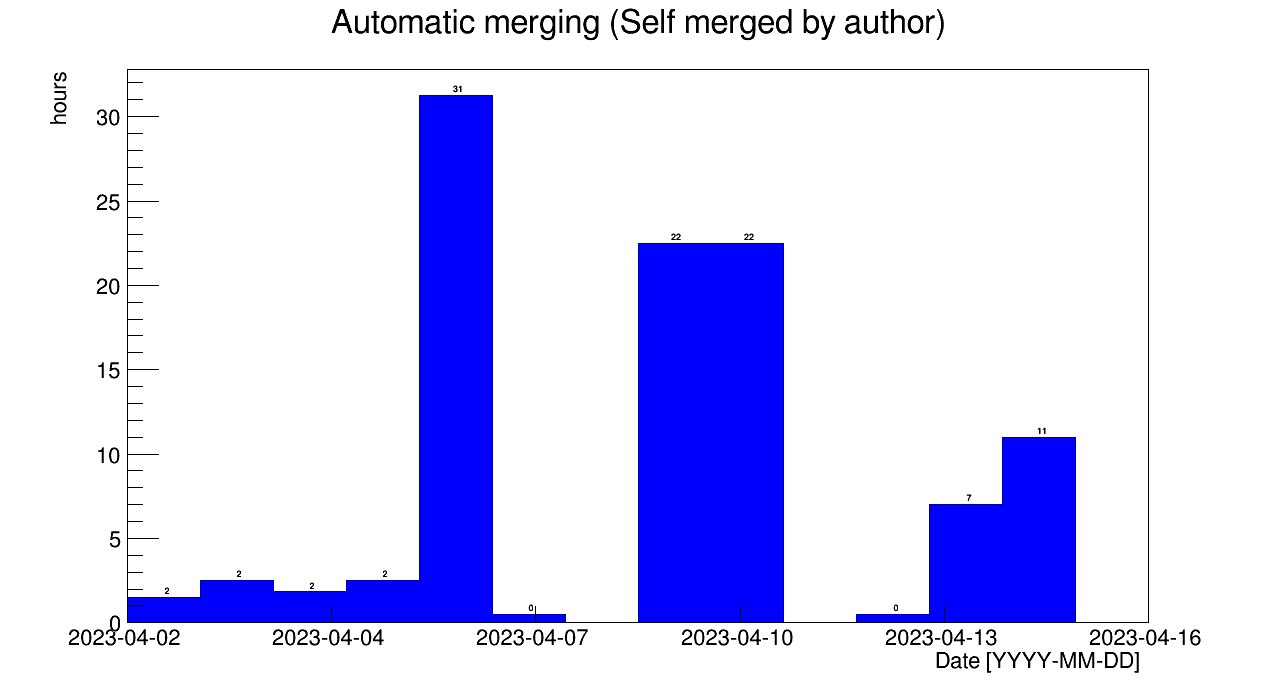 Automatic merging (Self merged by author)
hours
30
25
20
15
10
5
0
31
22 22
11
7
2 2 2 2
0 0
2023-04-02 2023-04-04 2023-04-07 2023-04-10 2023-04-13 2023-04-16
Date [YYYY-MM-DD]